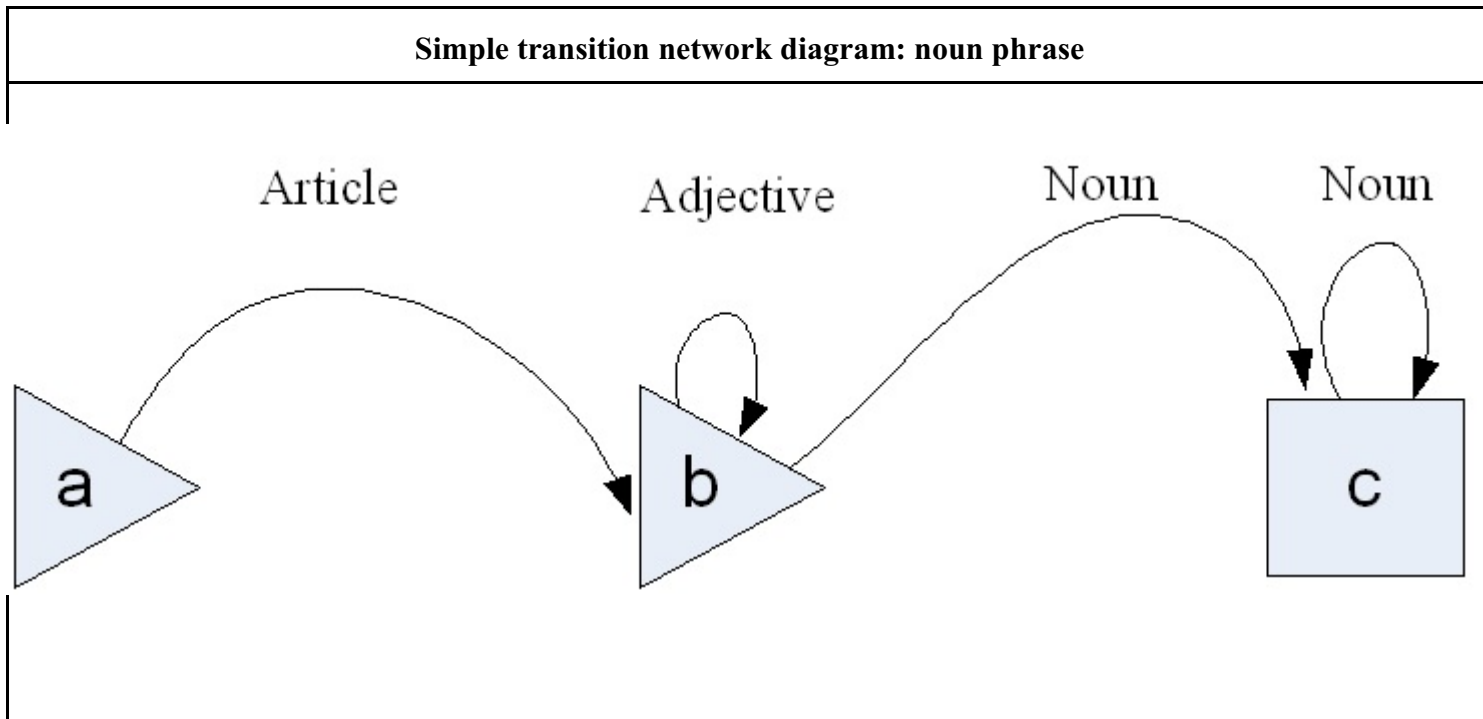 Simple transition network diagram: noun phrase
Article
Adjective
Noun
Noun
a
b
c